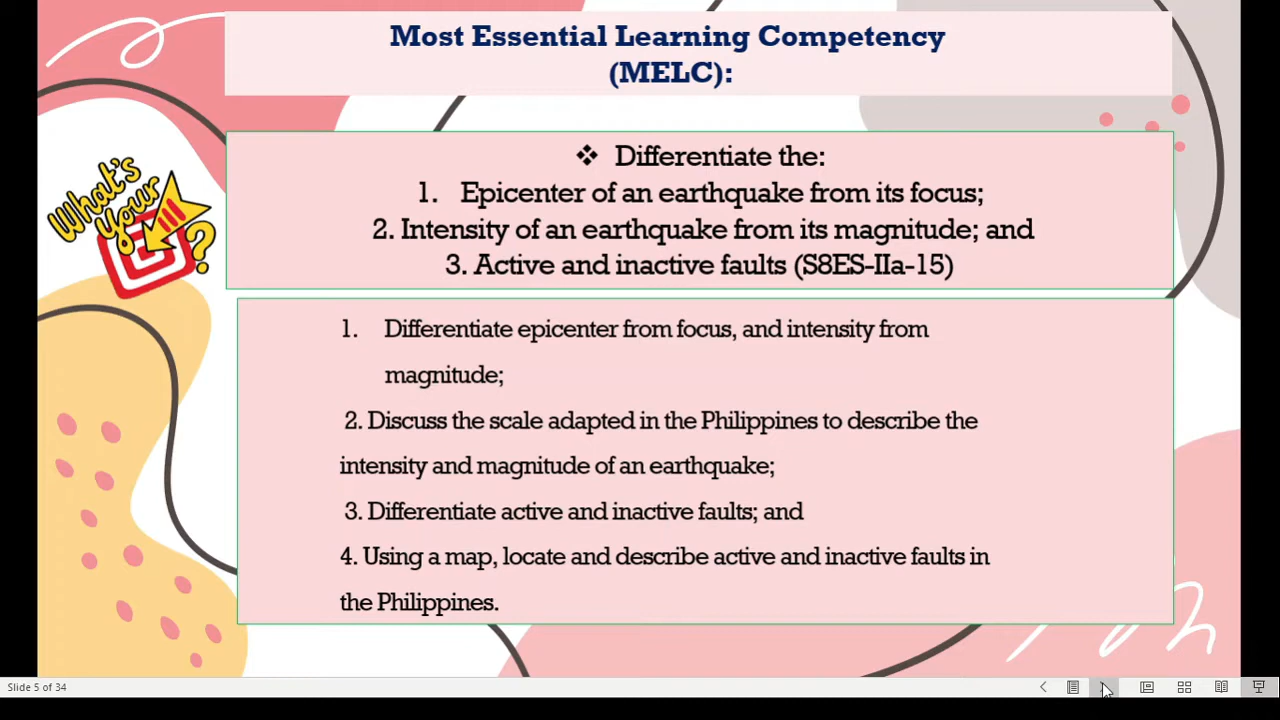 Most Essential Learning Competency
(MELC):
What's
Your
?
❖ Differentiate the:
1. Epicenter of an earthquake from its focus;
2. Intensity of an earthquake from its magnitude; and
3. Active and inactive faults (S8ES-IIa-15)
1. Differentiate epicenter from focus, and intensity from
magnitude;
2. Discuss the scale adapted in the Philippines to describe the
intensity and magnitude of an earthquake;
3. Differentiate active and inactive faults; and
4. Using a map, locate and describe active and inactive faults in
the Philippines.
Slide 5 of 34